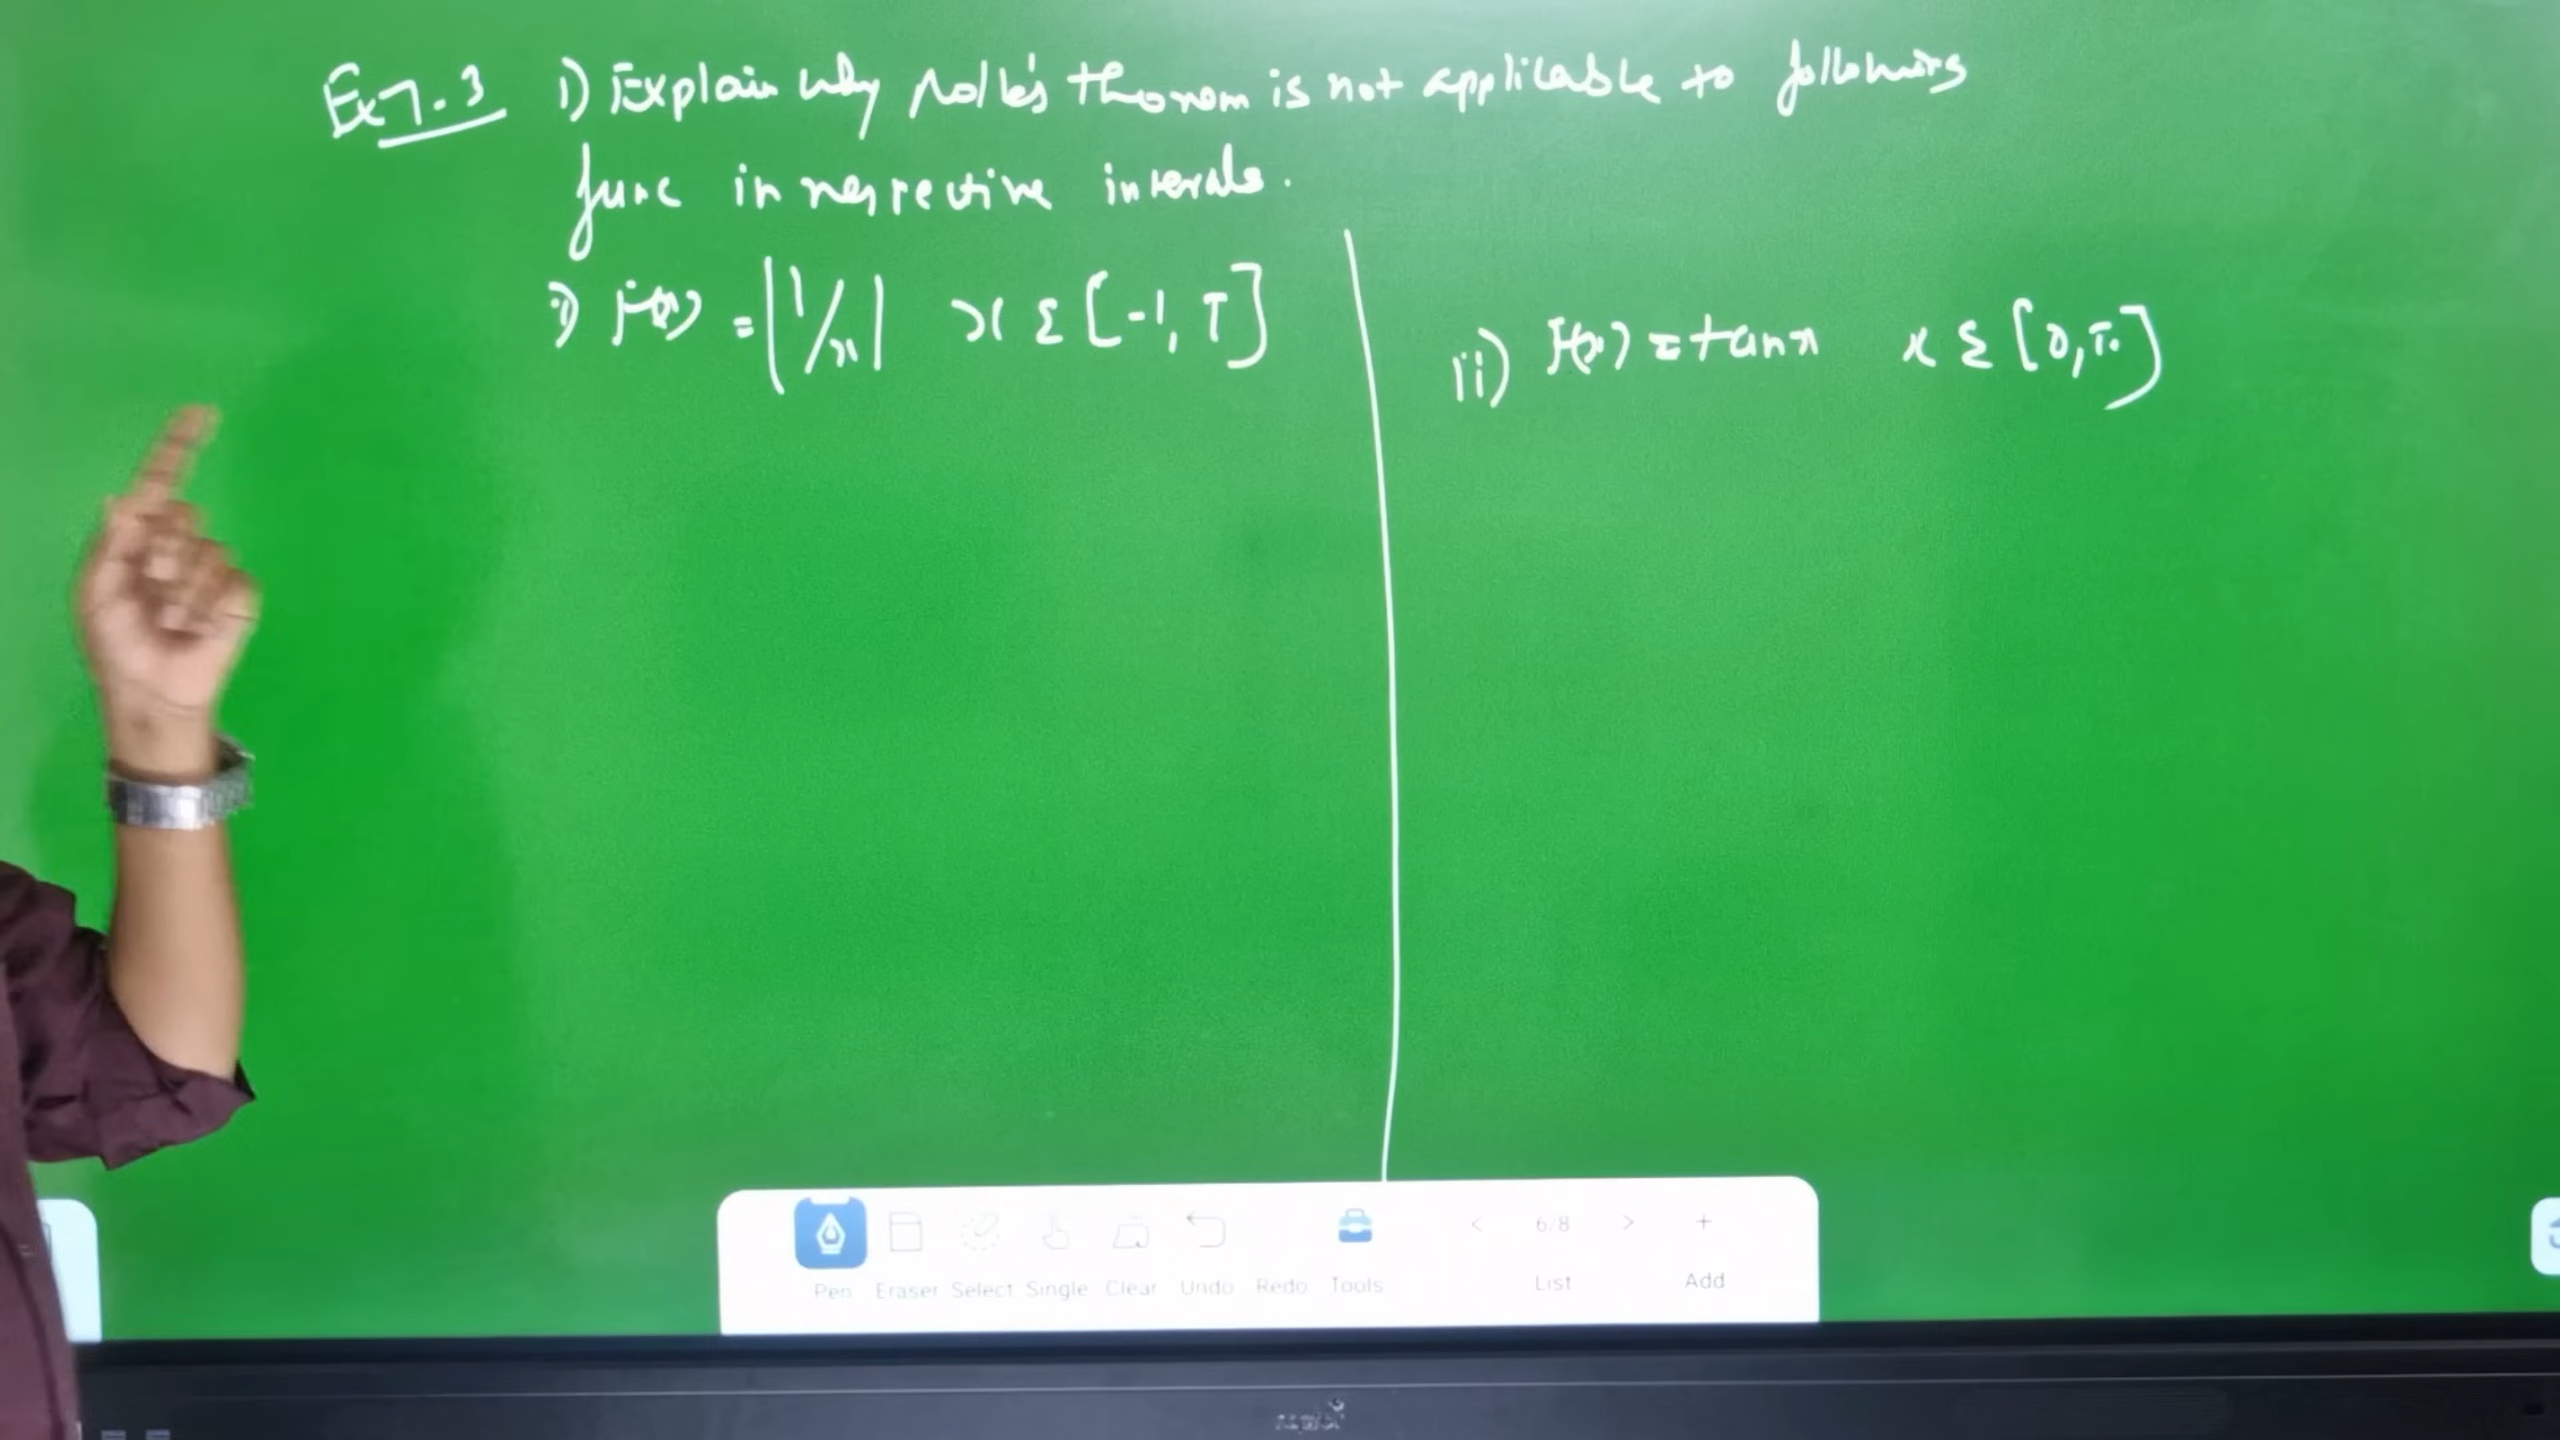 Ex 7.3 1) Explain why Rolle's theorem is not applicable to following
func in respective intervals.
i) f(x) = |1/x| x ∈ [-1, 1]
ii) f(x) = tan x x ∈ [0, π]
Pen Eraser Select Single Clear Undo Redo Tools < 6/8 > +
List Add